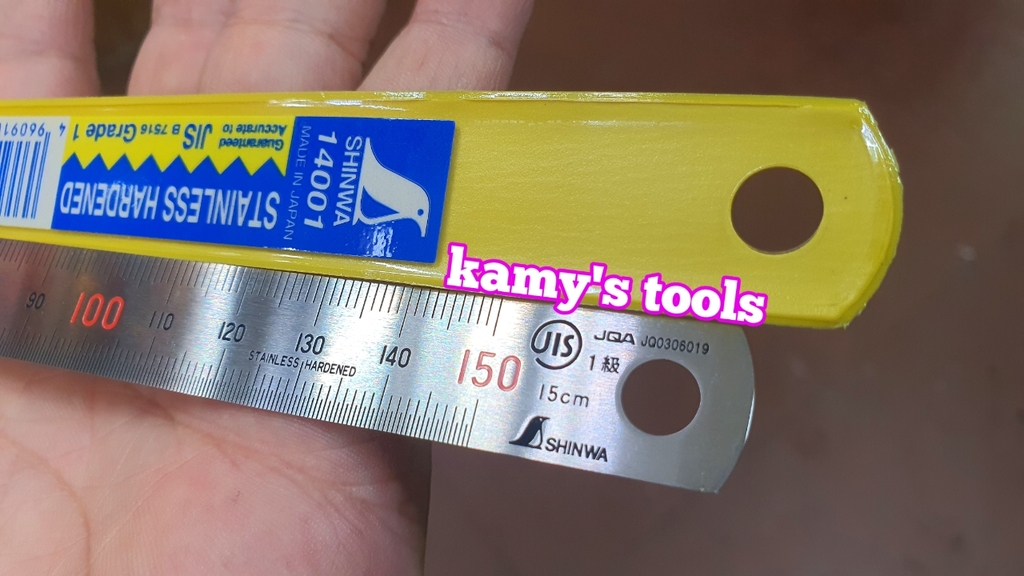 Guaranteed
Accurate to
JIS B 7516 Grade 1
STAINLESS HARDENED
SHINWA
14001
MADE IN JAPAN
kamy's tools
90 100 110 120 130 140 150
STAINLESS HARDENED
JIS
JQA JQ0306019
1級
15cm
SHINWA